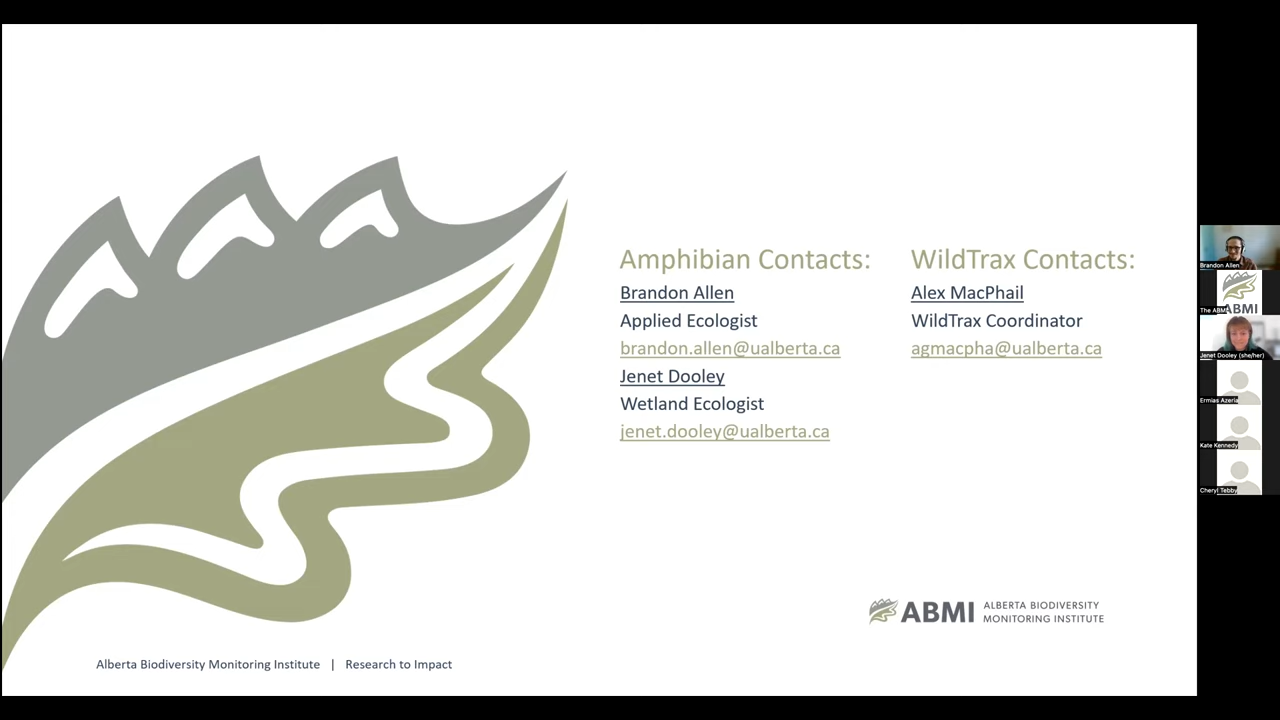 Amphibian Contacts:
Brandon Allen
Applied Ecologist
brandon.allen@ualberta.ca
Jenet Dooley
Wetland Ecologist
jenet.dooley@ualberta.ca
WildTrax Contacts:
Alex MacPhail
WildTrax Coordinator
agmacpha@ualberta.ca
ABMI
ALBERTA BIODIVERSITY
MONITORING INSTITUTE
Alberta Biodiversity Monitoring Institute | Research to Impact
Brandon Allen
ABMI
The ABMI
Jenet Dooley (she/her)
Ermias Azeria
Kate Kennedy
Cheryl Tebby